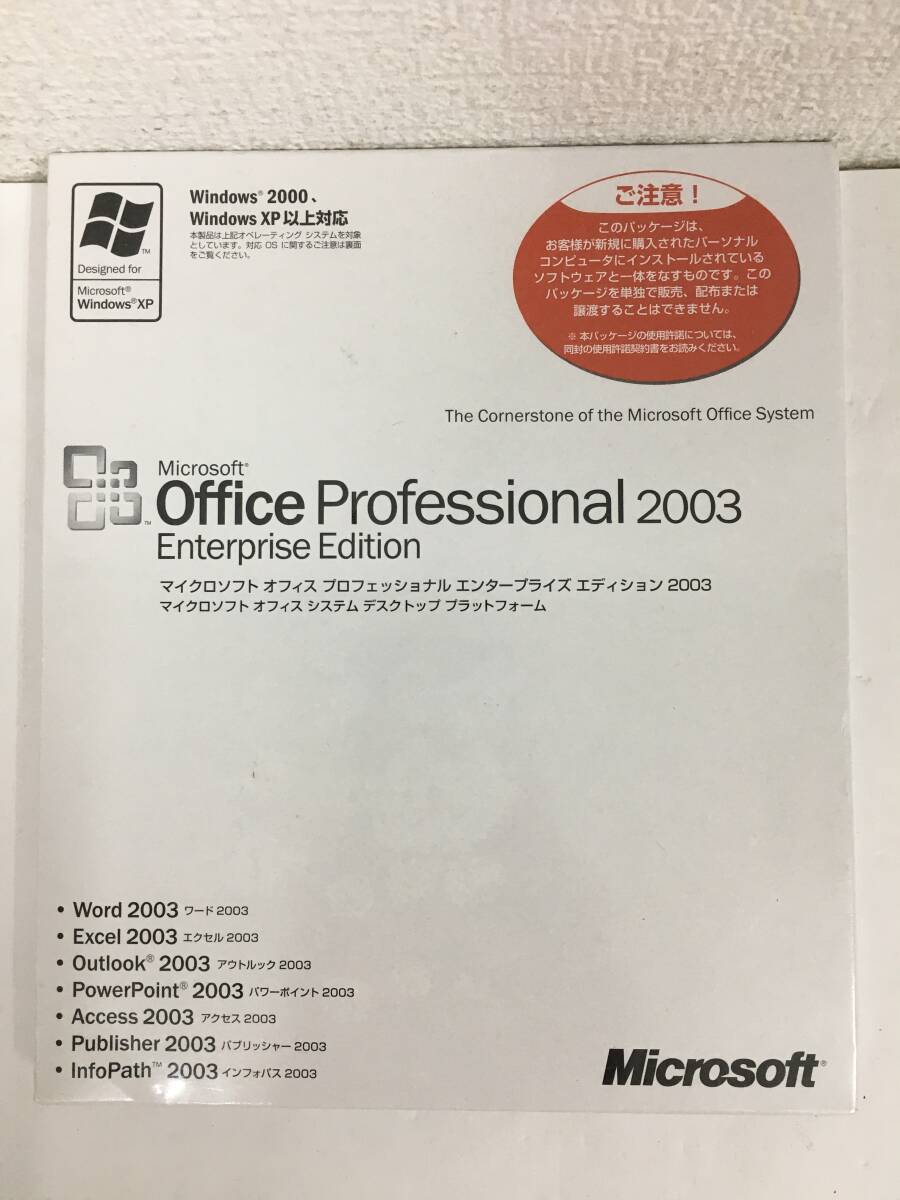 Windows® 2000、
Windows XP 以上対応
本製品は上記オペレーティング システムを対象
としています。対応 OS に関するご注意は裏面
をご覧ください。
™
Designed for
Microsoft®
Windows®XP
ご注意！
このパッケージは、
お客様が新規に購入されたパーソナル
コンピュータにインストールされている
ソフトウェアと一体をなすものです。この
パッケージを単独で販売、配布または
譲渡することはできません。
※ 本パッケージの使用許諾については、
同封の使用許諾契約書をお読みください。
The Cornerstone of the Microsoft Office System
Microsoft®
Office Professional 2003
™
Enterprise Edition
マイクロソフト オフィス プロフェッショナル エンタープライズ エディション 2003
マイクロソフト オフィス システム デスクトップ プラットフォーム
• Word 2003 ワード 2003
• Excel 2003 エクセル 2003
• Outlook® 2003 アウトルック 2003
• PowerPoint® 2003 パワーポイント 2003
• Access 2003 アクセス 2003
• Publisher 2003 パブリッシャー 2003
• InfoPath™ 2003 インフォパス 2003
Microsoft®